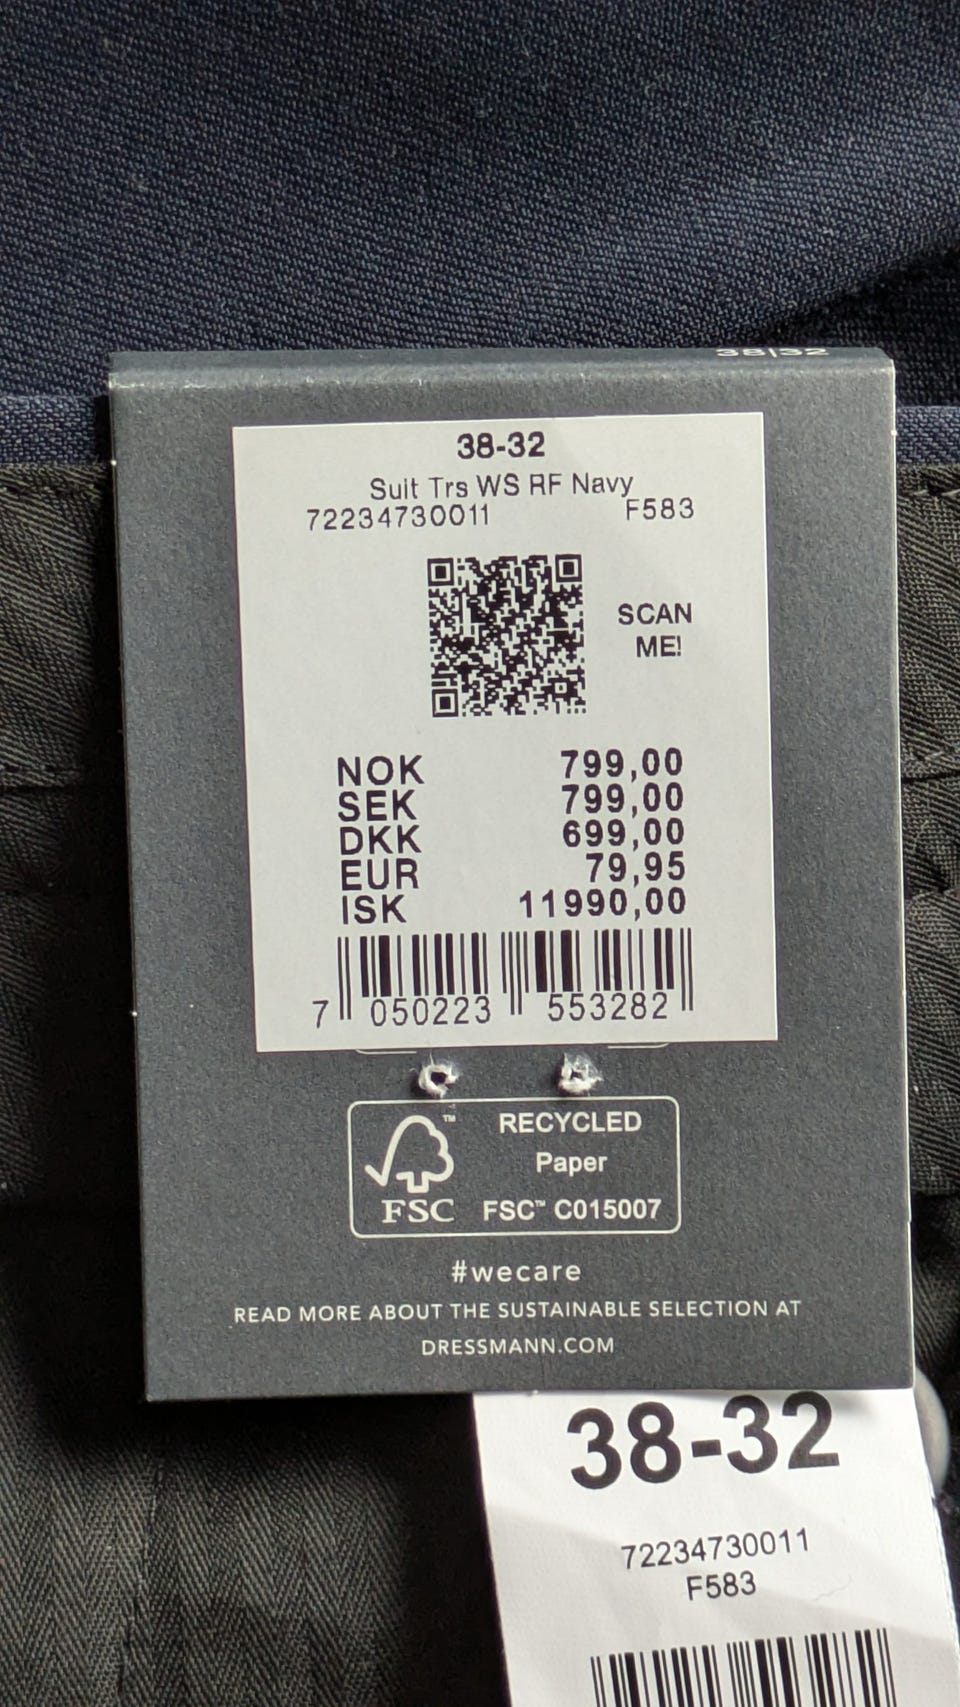 38|32
38-32
Suit Trs WS RF Navy
72234730011 F583
SCAN
ME!
NOK 799,00
SEK 799,00
DKK 699,00
EUR 79,95
ISK 11990,00
7 050223 553282
RECYCLED
Paper
FSC™ C015007
™
FSC
#wecare
READ MORE ABOUT THE SUSTAINABLE SELECTION AT
DRESSMANN.COM
38-32
72234730011
F583